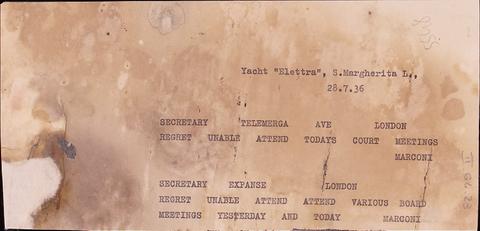 Yacht "Elettra", S.Margherita L.,
28.7.36
SECRETARY TELEMERGA AVE LONDON
REGRET UNABLE ATTEND TODAYS COURT MEETINGS
MARCONI
SECRETARY EXPANSE LONDON
REGRET UNABLE ATTEND ATTEND VARIOUS BOARD
MEETINGS YESTERDAY AND TODAY MARCONI